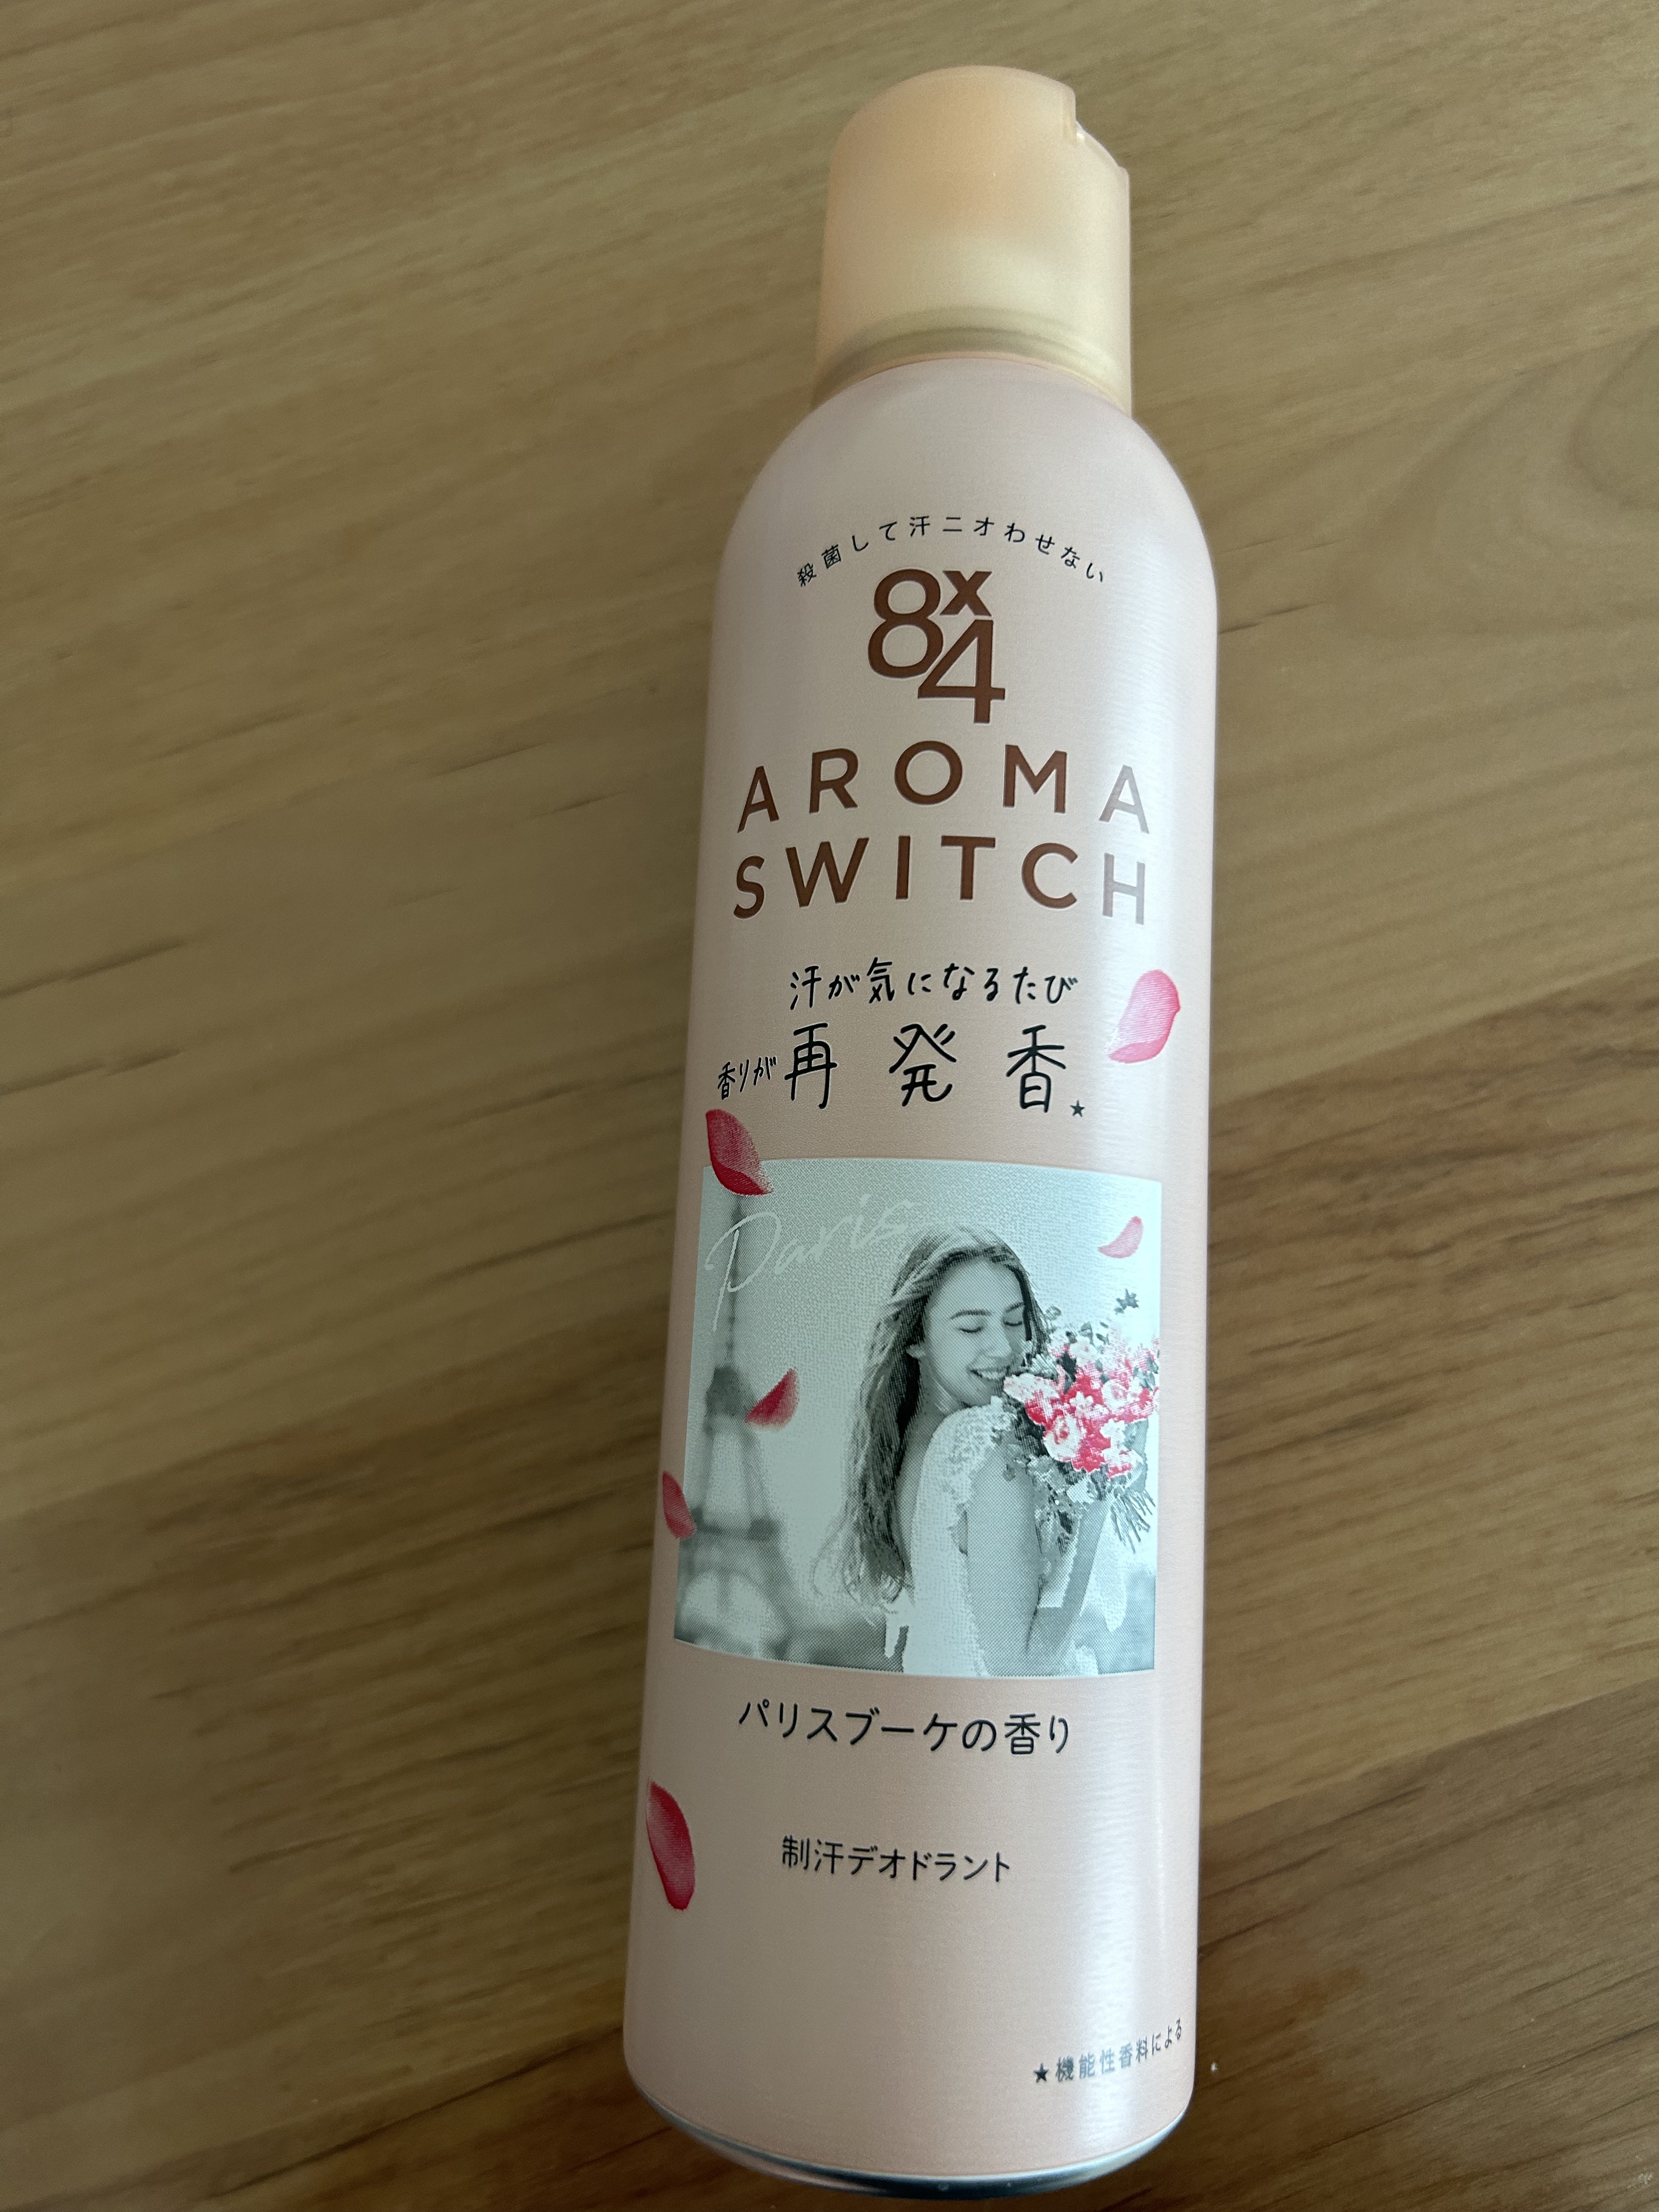 殺菌して汗ニオわせない
8x4
AROMA
SWITCH
汗が気になるたび
香りが再発香★
Paris
パリスブーケの香り
制汗デオドラント
★機能性香料による